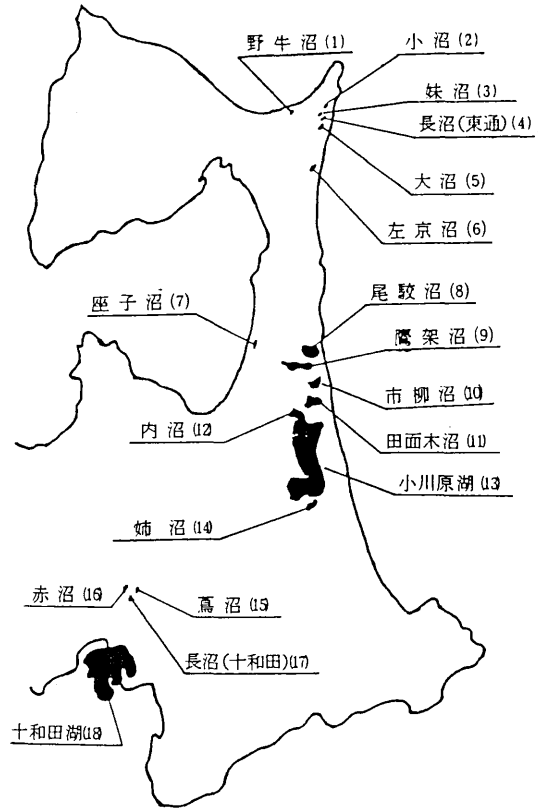 野牛沼(1)
小沼(2)
妹沼(3)
長沼(東通)(4)
大沼(5)
左京沼(6)
座子沼(7)
尾駮沼(8)
鷹架沼(9)
市柳沼(10)
内沼(12)
田面木沼(11)
小川原湖(13)
姉沼(14)
赤沼(16)
蔦沼(15)
長沼(十和田)(17)
十和田湖(18)